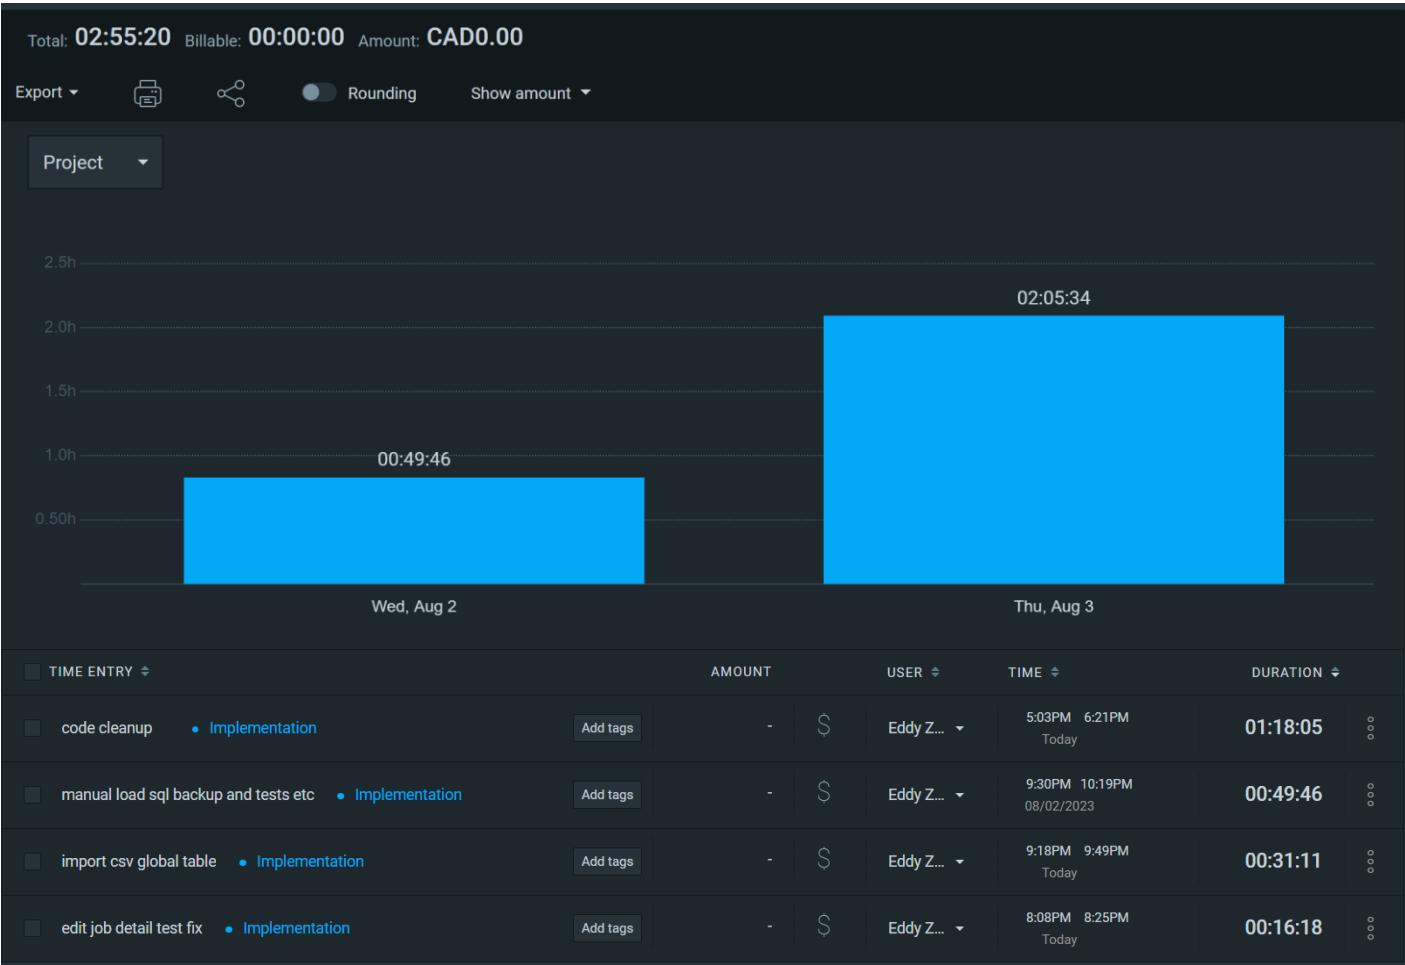 Total: 02:55:20 Billable: 00:00:00 Amount: CAD0.00
Export Rounding Show amount
Project
2.5h
02:05:34
2.0h
1.5h
1.0h
00:49:46
0.50h
Wed, Aug 2 Thu, Aug 3
TIME ENTRY AMOUNT USER TIME DURATION
code cleanup • Implementation Add tags - $ Eddy Z... 5:03PM 6:21PM 01:18:05
Today
manual load sql backup and tests etc • Implementation Add tags - $ Eddy Z... 9:30PM 10:19PM 00:49:46
08/02/2023
import csv global table • Implementation Add tags - $ Eddy Z... 9:18PM 9:49PM 00:31:11
Today
edit job detail test fix • Implementation Add tags - $ Eddy Z... 8:08PM 8:25PM 00:16:18
Today